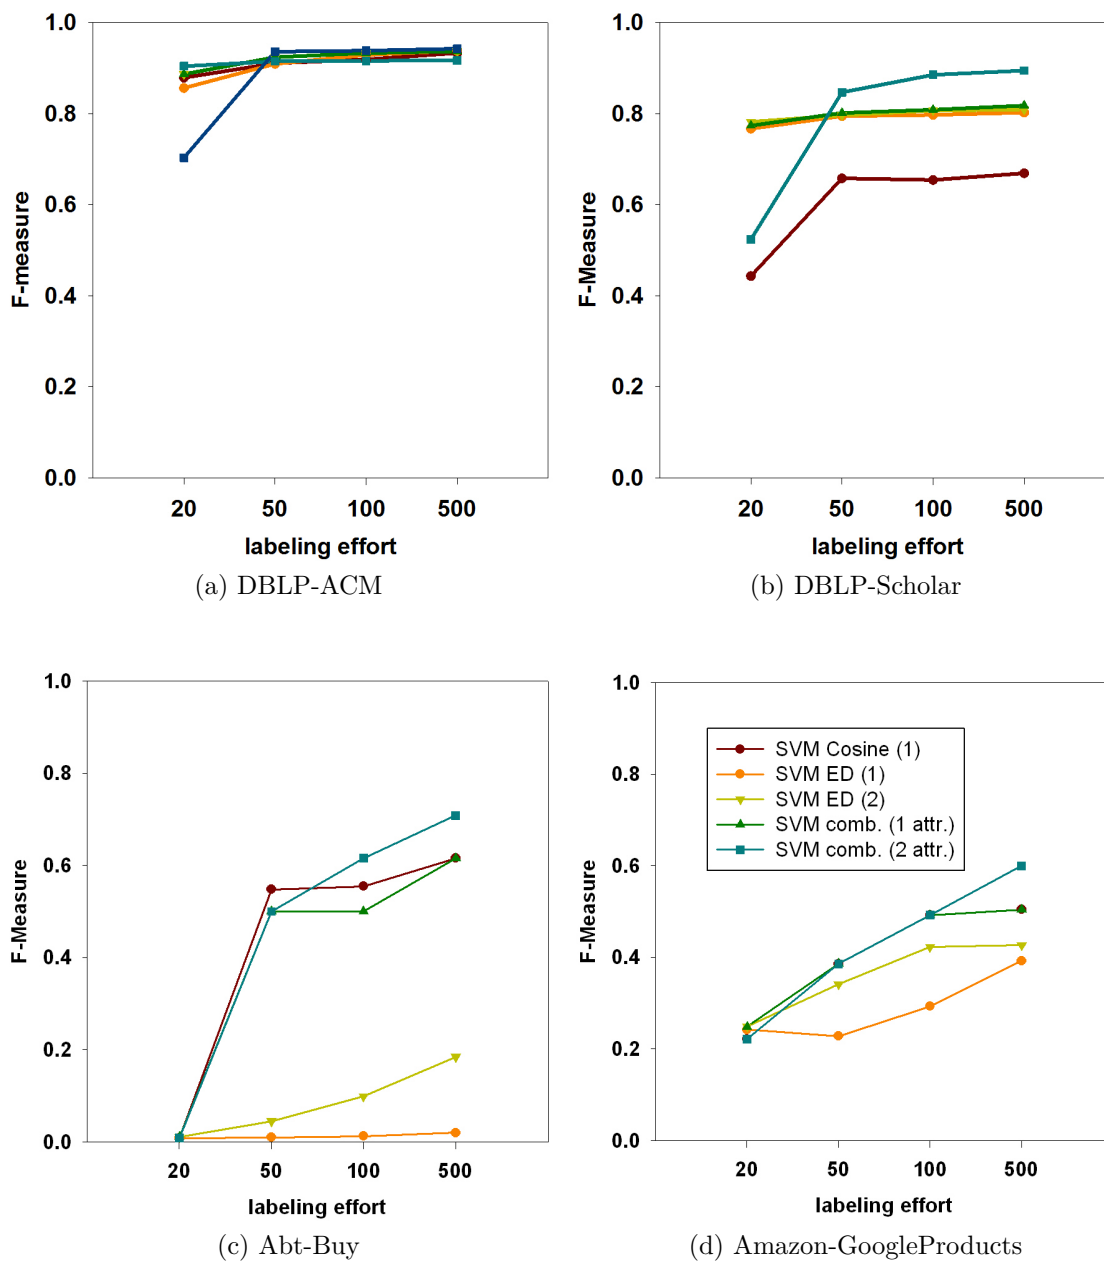 1.0
0.8
0.6
0.4
0.2
0.0
F-measure
20 50 100 500
labeling effort
(a) DBLP-ACM
1.0
0.8
0.6
0.4
0.2
0.0
F-Measure
20 50 100 500
labeling effort
(b) DBLP-Scholar
1.0
0.8
0.6
0.4
0.2
0.0
F-Measure
20 50 100 500
labeling effort
(c) Abt-Buy
1.0
0.8
0.6
0.4
0.2
0.0
F-Measure
SVM Cosine (1)
SVM ED (1)
SVM ED (2)
SVM comb. (1 attr.)
SVM comb. (2 attr.)
20 50 100 500
labeling effort
(d) Amazon-GoogleProducts